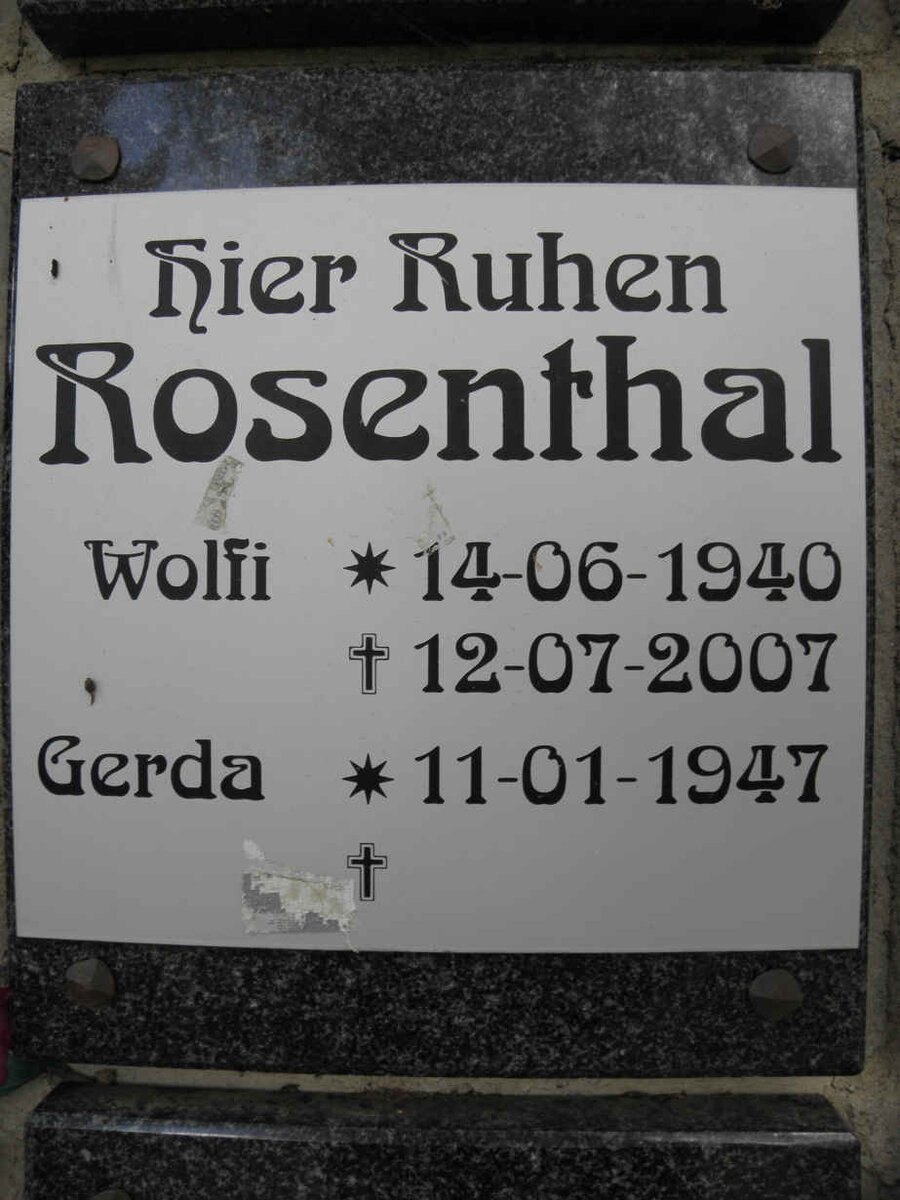 Hier Ruhen
Rosenthal
Wolfi * 14-06-1940
† 12-07-2007
Gerda * 11-01-1947
†